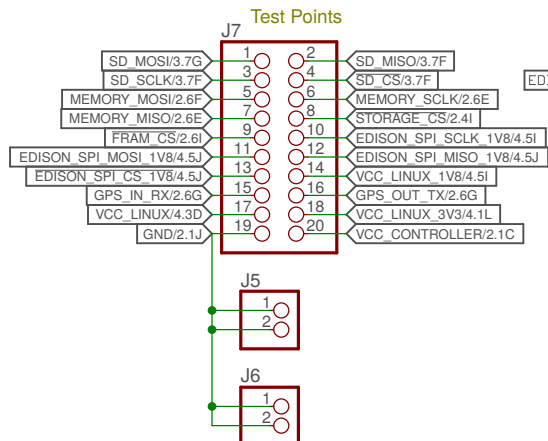 Test Points
J7
SD_MOSI/3.7G 1 2 SD_MISO/3.7F
SD_SCLK/3.7F 3 4 SD_CS/3.7F
MEMORY_MOSI/2.6F 5 6 MEMORY_SCLK/2.6E
MEMORY_MISO/2.6E 7 8 STORAGE_CS/2.4I
FRAM_CS/2.6I 9 10 EDISON_SPI_SCLK_1V8/4.5I
EDISON_SPI_MOSI_1V8/4.5J 11 12 EDISON_SPI_MISO_1V8/4.5J
EDISON_SPI_CS_1V8/4.5J 13 14 VCC_LINUX_1V8/4.5I
GPS_IN_RX/2.6G 15 16 GPS_OUT_TX/2.6G
VCC_LINUX/4.3D 17 18 VCC_LINUX_3V3/4.1L
GND/2.1J 19 20 VCC_CONTROLLER/2.1C
J5
1
2
J6
1
2